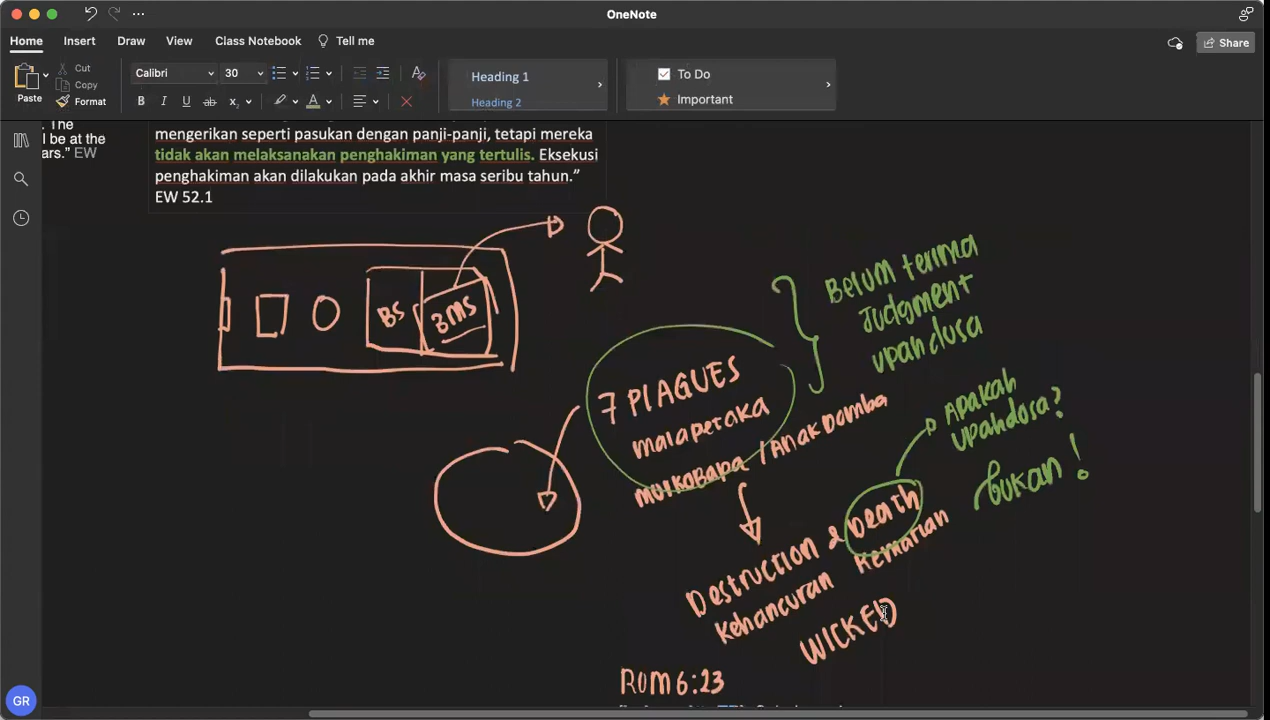 OneNote
Home
Insert
Draw
View
Class Notebook
Tell me
Share
Paste
Cut
Copy
Format
Calibri
30
Heading 1
Heading 2
To Do
Important
The
l be at the
ars.” EW
mengerikan seperti pasukan dengan panji-panji, tetapi mereka
tidak akan melaksanakan penghakiman yang tertulis. Eksekusi
penghakiman akan dilakukan pada akhir masa seribu tahun.”
EW 52.1
BS
BMS
Belum terima
Judgment
upah dosa
7 PLAGUES
malapetaka
murka Bapa / Anak Domba
Apakah
upah dosa?
bukan!
Destruction & Death
Kehancuran Kematian
WICKED
ROM 6:23
GR